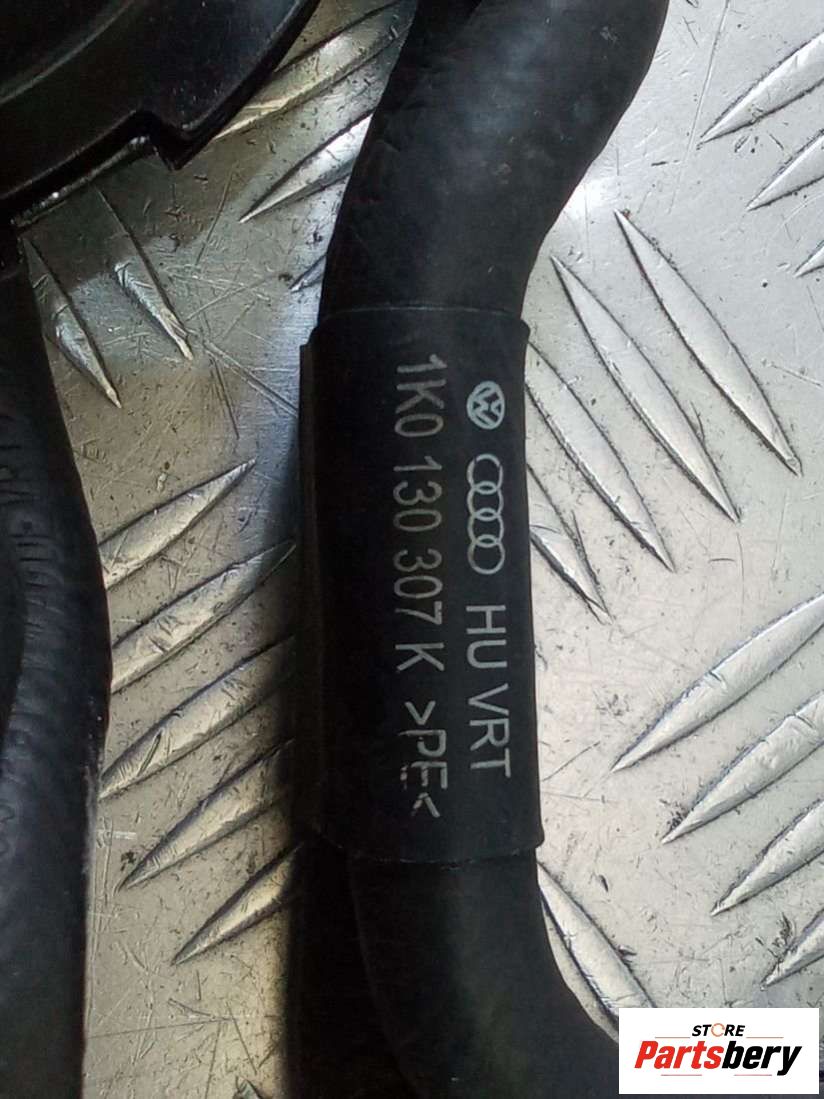 HU VRT
1K0 130 307 K >PE<
STORE
Partsbery